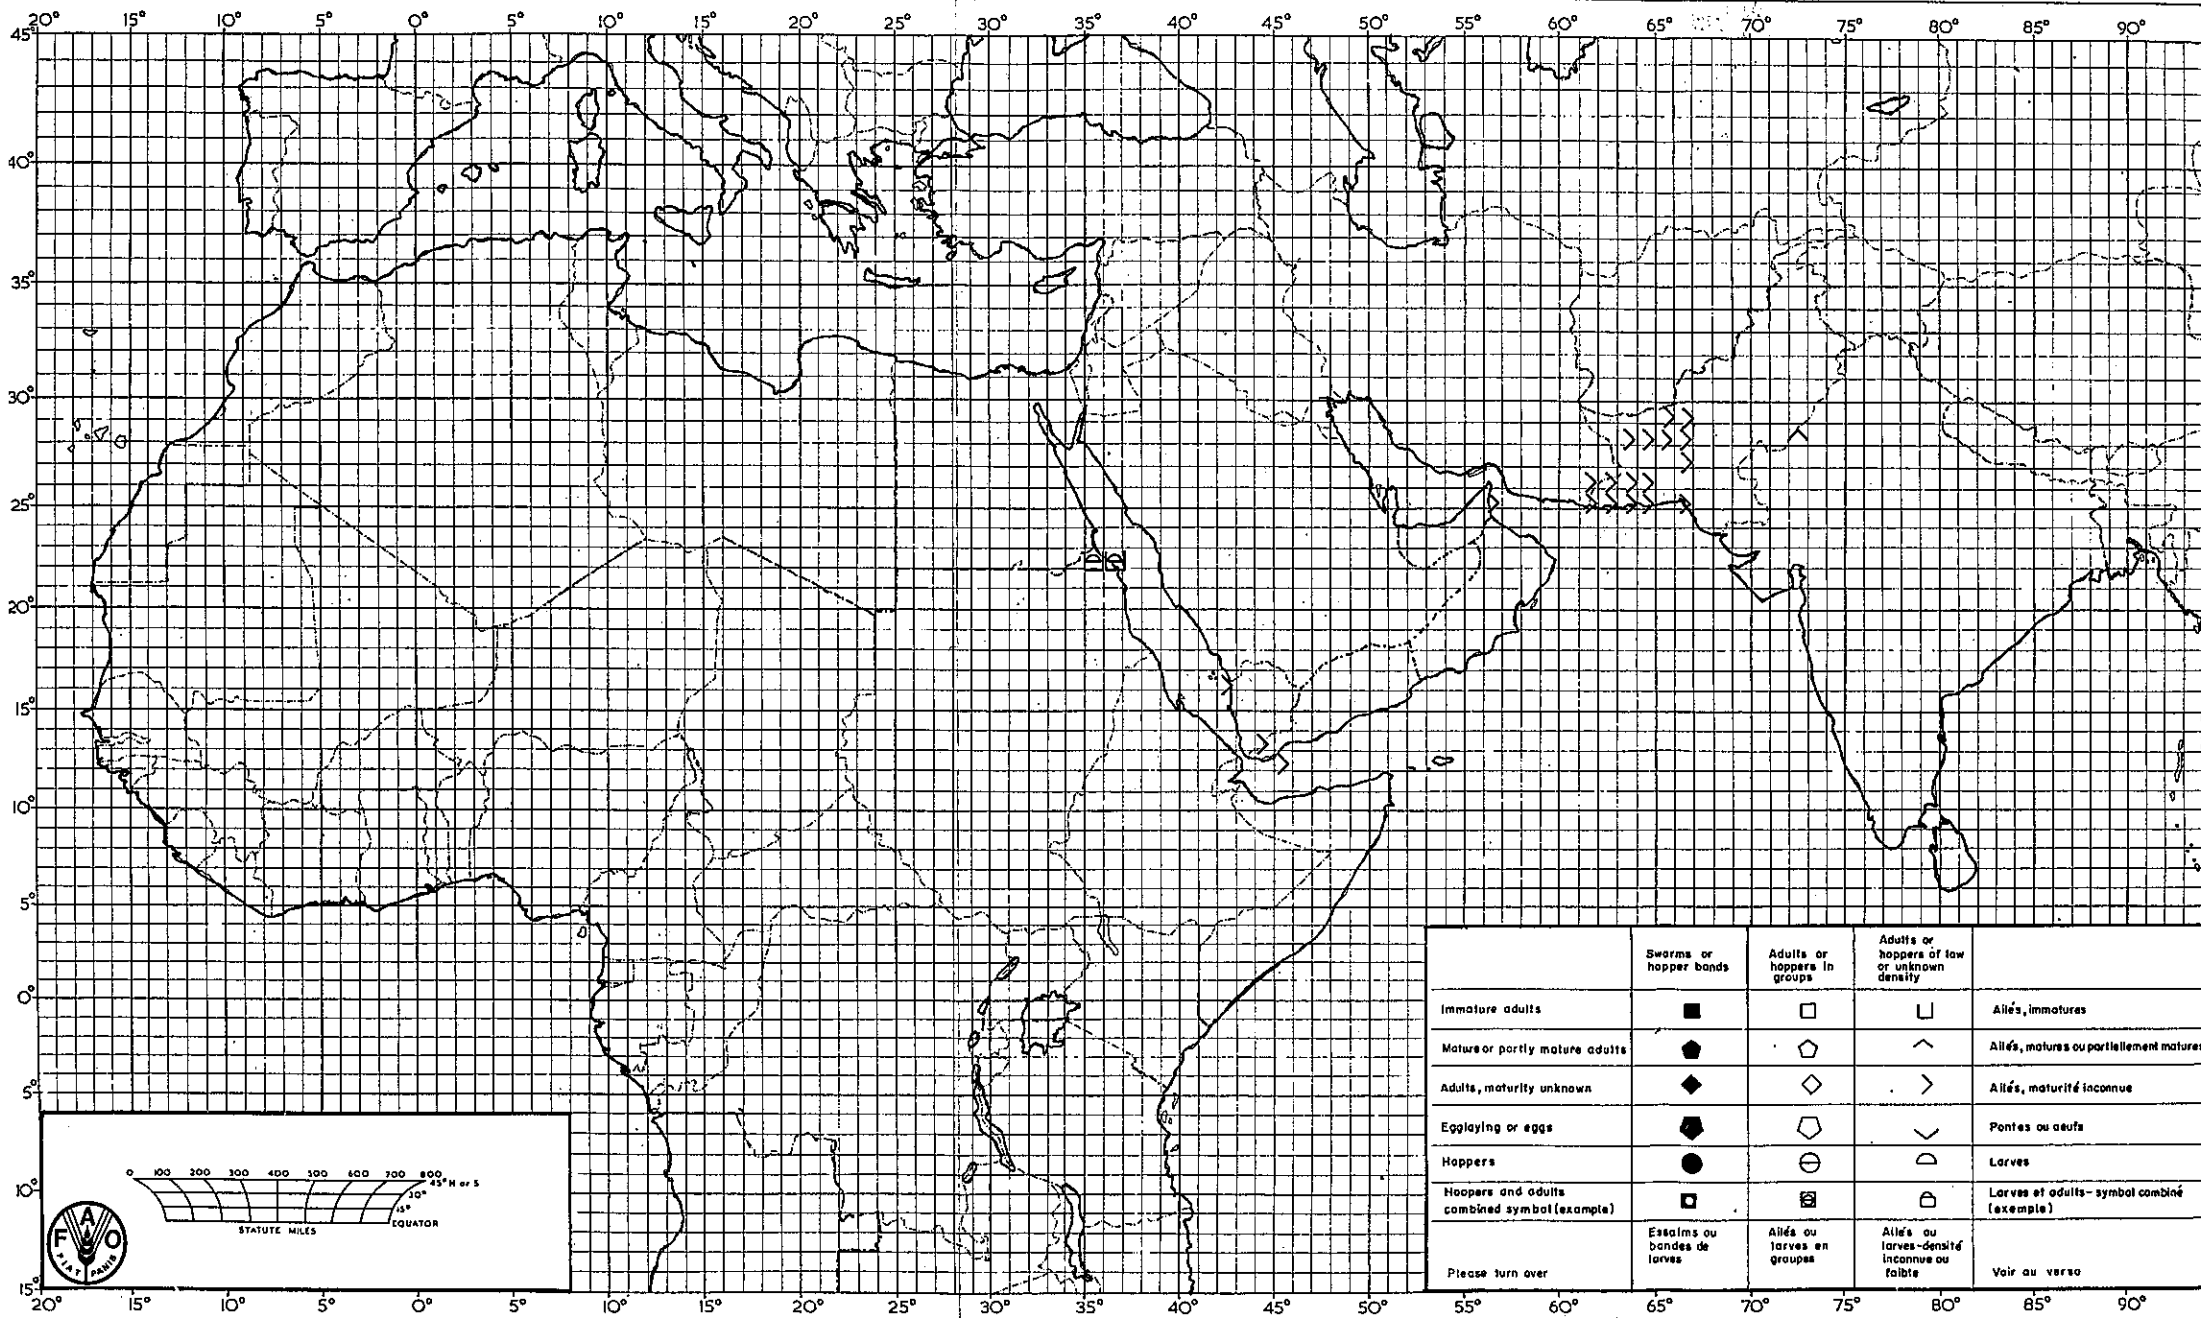 20° 15° 10° 5° 0° 5° 10° 15° 20° 25° 30° 35° 40° 45° 50° 55° 60° 65° 70° 75° 80° 85° 90°
45°
40°
35°
30°
25°
20°
15°
10°
5°
0°
5°
10°
15°
Swarms or hopper bands
Adults or hoppers in groups
Adults or hoppers of low or unknown density
Immature adults
Ailés, immatures
Mature or partly mature adults
Ailés, matures ou partiellement matures
Adults, maturity unknown
Ailés, maturité inconnue
Egglaying or eggs
Pontes ou oeufs
Hoppers
Larves
Hoopers and adults combined symbol (example)
Larves et adults - symbol combiné (exemple)
Essaims ou bandes de larves
Ailés ou larves en groupes
Ailés ou larves-densité inconnue ou faible
Please turn over
Voir au verso
0 100 200 300 400 500 600 700 800
45° N or S
30°
15°
EQUATOR
STATUTE MILES
F A O
FIAT PANIS
20° 15° 10° 5° 0° 5° 10° 15° 20° 25° 30° 35° 40° 45° 50° 55° 60° 65° 70° 75° 80° 85° 90°